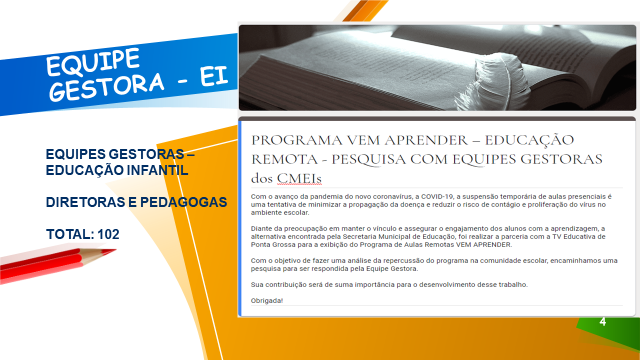 EQUIPE
GESTORA - EI
EQUIPES GESTORAS –
EDUCAÇÃO INFANTIL
DIRETORAS E PEDAGOGAS
TOTAL: 102
PROGRAMA VEM APRENDER – EDUCAÇÃO
REMOTA - PESQUISA COM EQUIPES GESTORAS
dos CMEIs
Com o avanço da pandemia do novo coronavírus, a COVID-19, a suspensão temporária de aulas presenciais é
uma tentativa de minimizar a propagação da doença e reduzir o risco de contágio e proliferação do vírus no
ambiente escolar.
Diante da preocupação em manter o vínculo e assegurar o engajamento dos alunos com a aprendizagem, a
alternativa encontrada pela Secretaria Municipal de Educação, foi realizar a parceria com a TV Educativa de
Ponta Grossa para a exibição do Programa de Aulas Remotas VEM APRENDER.
Com o objetivo de fazer uma análise da repercussão do programa na comunidade escolar, encaminhamos uma
pesquisa para ser respondida pela Equipe Gestora.
Sua contribuição será de suma importância para o desenvolvimento desse trabalho.
Obrigada!
4